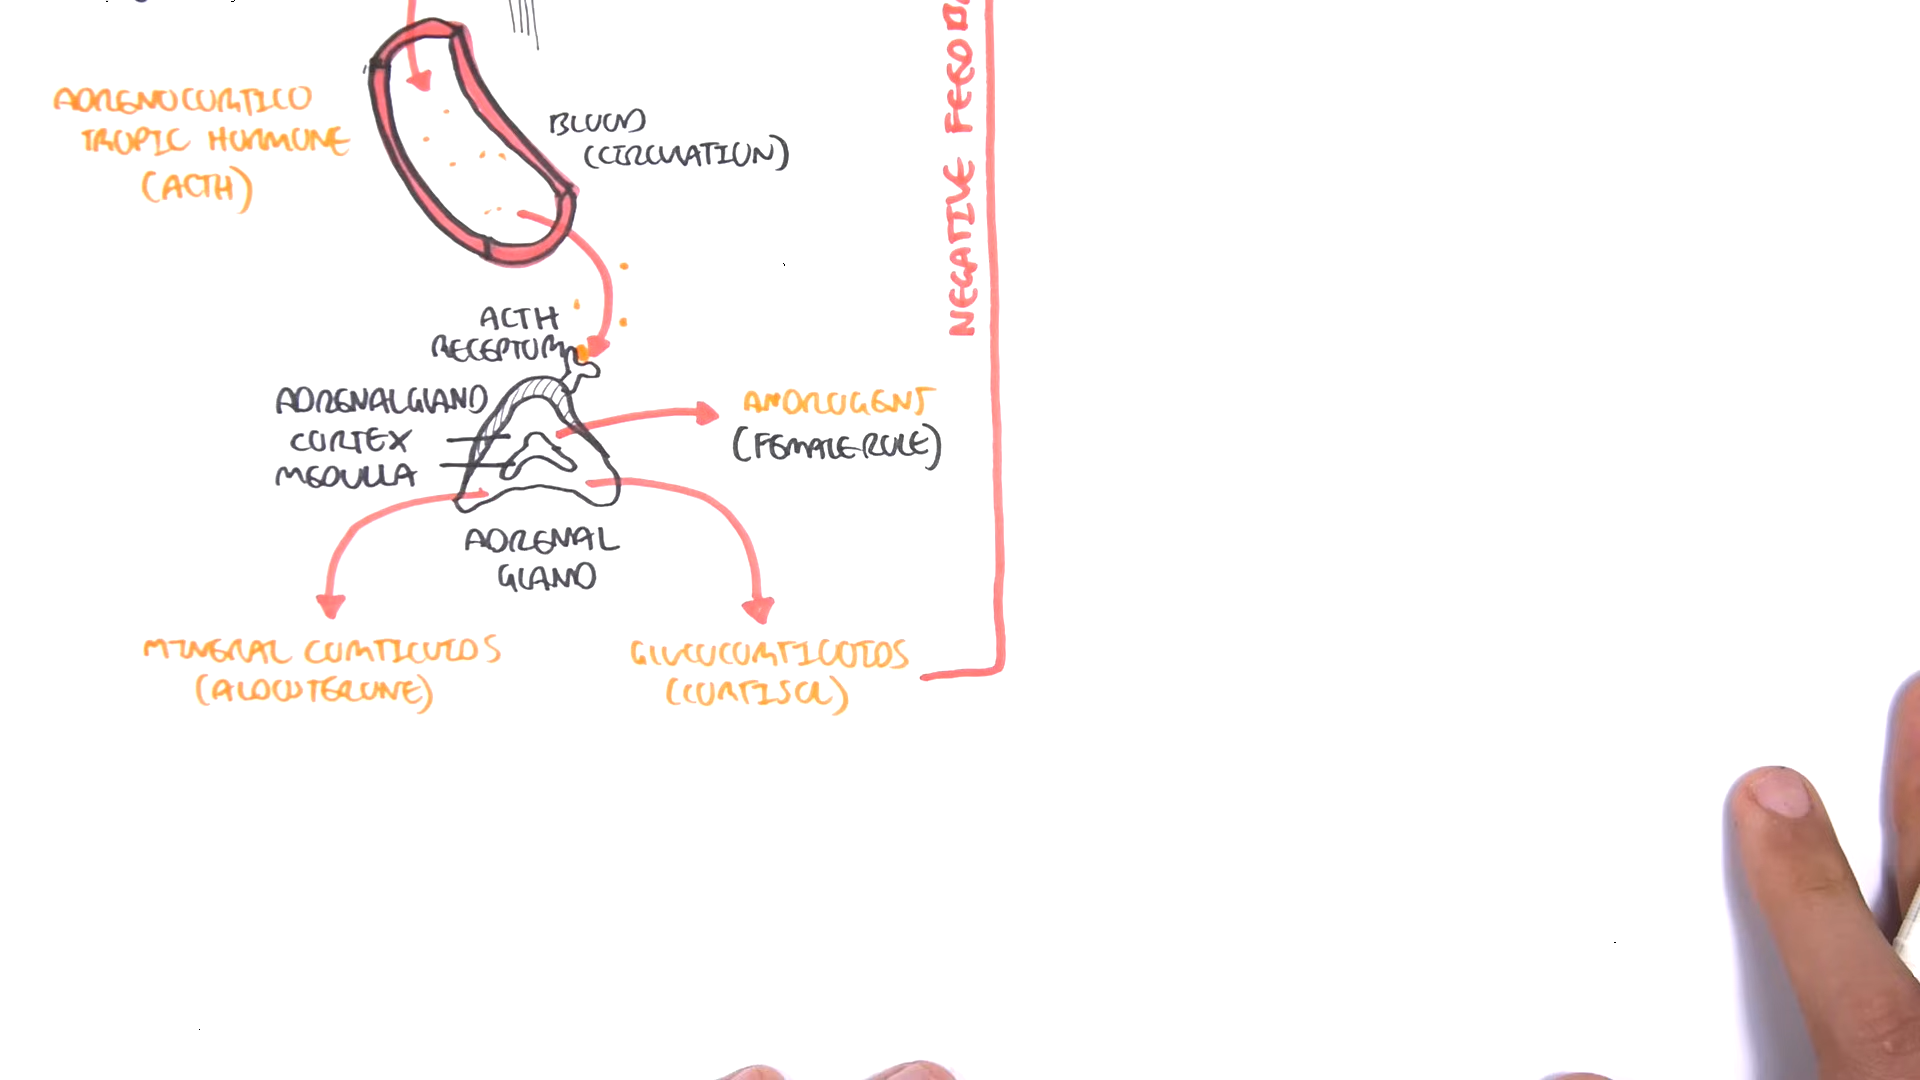 ADRENOCORTICO
TROPIC HORMONE
(ACTH)
BLOOD
(CIRCULATION)
NEGATIVE FEEDBA
ACTH
RECEPTOR
ADRENAL GLAND
CORTEX
MEDULLA
ANDROGENS
(FEMALE ROLE)
ADRENAL
GLAND
MINERAL CORTICOIDS
(ALDOSTERONE)
GLUCOCORTICOIDS
(CORTISOL)